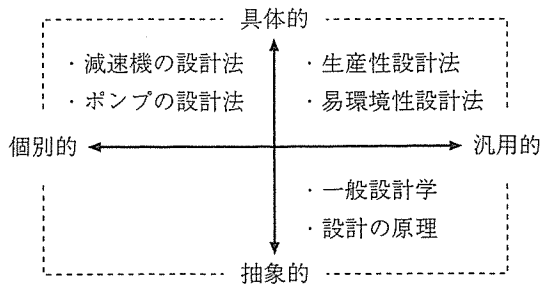 具体的
・減速機の設計法
・ポンプの設計法
・生産性設計法
・易環境性設計法
個別的
汎用的
・一般設計学
・設計の原理
抽象的